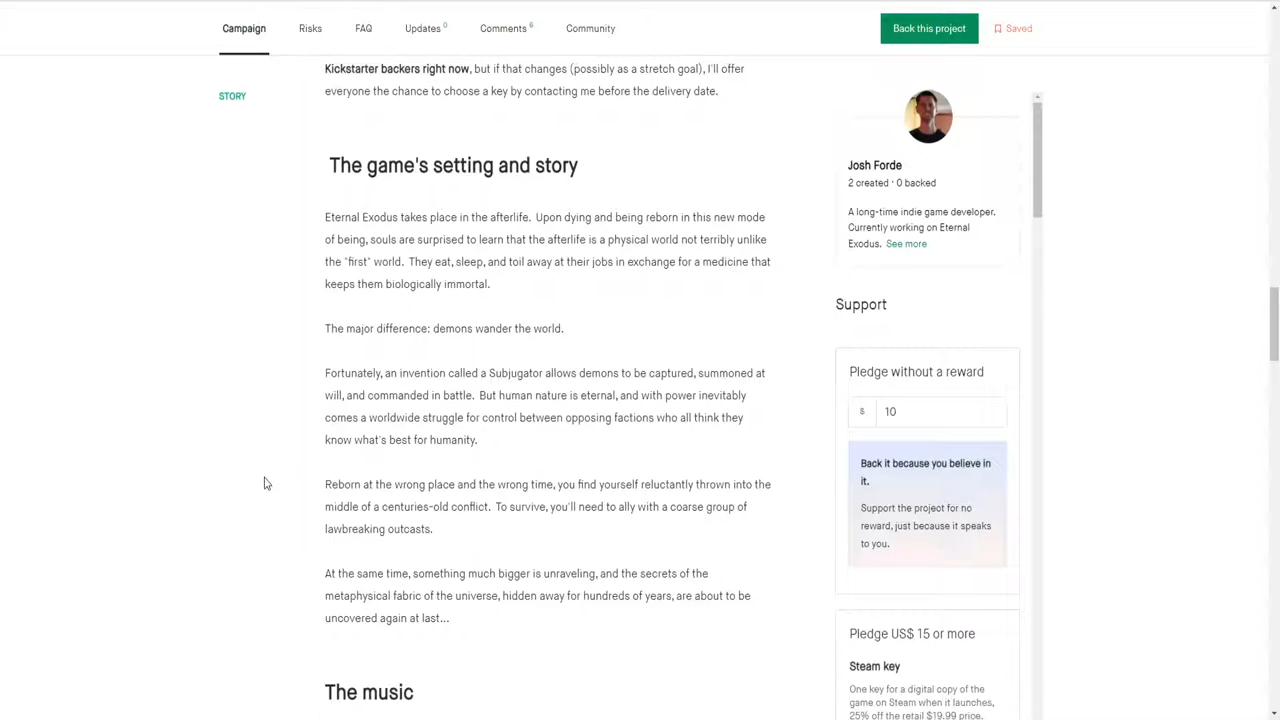 Campaign Risks FAQ Updates 0 Comments 6 Community Back this project Saved
STORY
Kickstarter backers right now, but if that changes (possibly as a stretch goal), I'll offer
everyone the chance to choose a key by contacting me before the delivery date.
The game's setting and story
Eternal Exodus takes place in the afterlife. Upon dying and being reborn in this new mode
of being, souls are surprised to learn that the afterlife is a physical world not terribly unlike
the "first" world. They eat, sleep, and toil away at their jobs in exchange for a medicine that
keeps them biologically immortal.
The major difference: demons wander the world.
Fortunately, an invention called a Subjugator allows demons to be captured, summoned at
will, and commanded in battle. But human nature is eternal, and with power inevitably
comes a worldwide struggle for control between opposing factions who all think they
know what's best for humanity.
Reborn at the wrong place and the wrong time, you find yourself reluctantly thrown into the
middle of a centuries-old conflict. To survive, you'll need to ally with a coarse group of
lawbreaking outcasts.
At the same time, something much bigger is unraveling, and the secrets of the
metaphysical fabric of the universe, hidden away for hundreds of years, are about to be
uncovered again at last...
The music
Josh Forde
2 created · 0 backed
A long-time indie game developer.
Currently working on Eternal
Exodus. See more
Support
Pledge without a reward
$ 10
Back it because you believe in
it.
Support the project for no
reward, just because it speaks
to you.
Pledge US$ 15 or more
Steam key
One key for a digital copy of the
game on Steam when it launches,
25% off the retail $19.99 price.